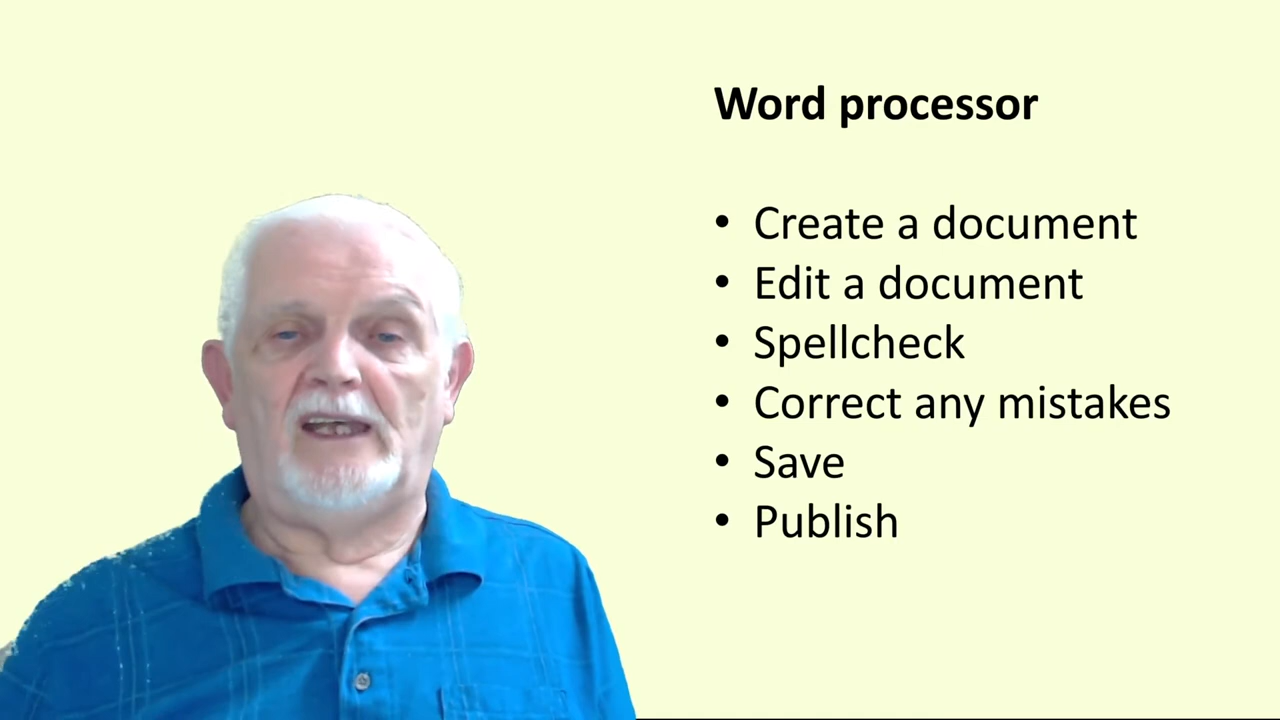 Word processor
• Create a document
• Edit a document
• Spellcheck
• Correct any mistakes
• Save
• Publish